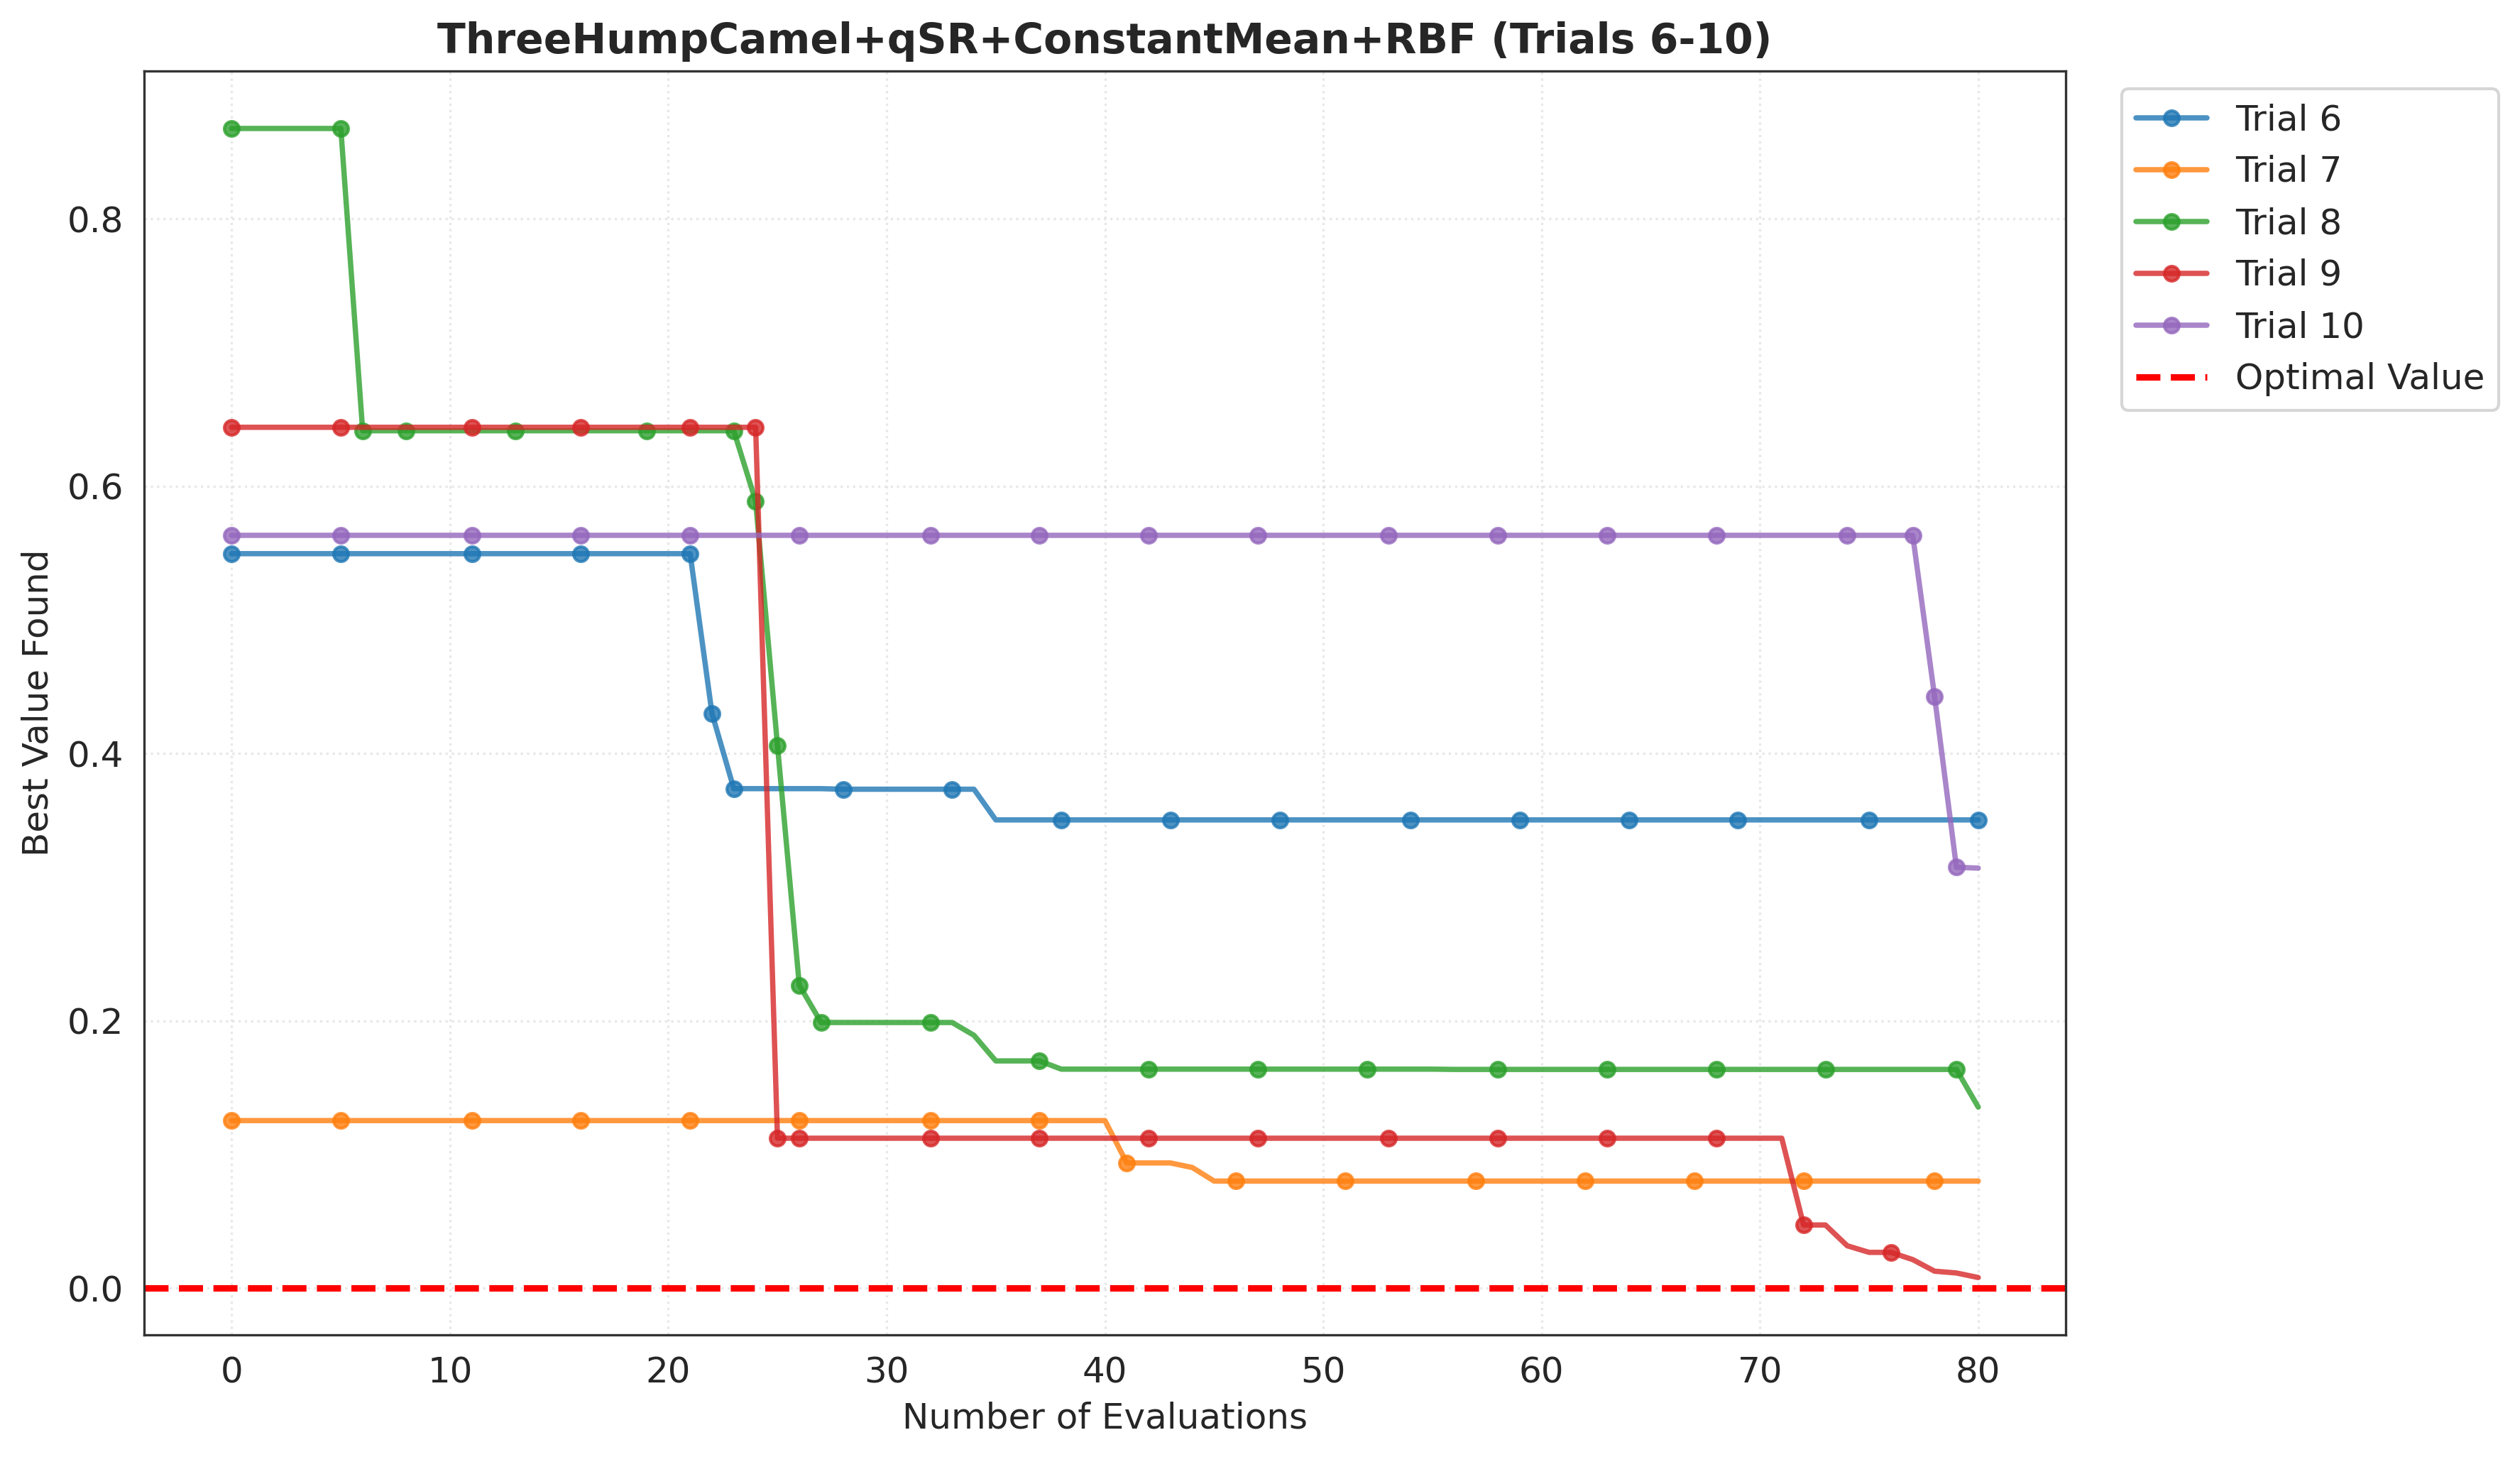 ThreeHumpCamel+qSR+ConstantMean+RBF (Trials 6-10)
Trial 6
Trial 7
Trial 8
Trial 9
Trial 10
Optimal Value
Best Value Found
0.8
0.6
0.4
0.2
0.0
0 10 20 30 40 50 60 70 80
Number of Evaluations